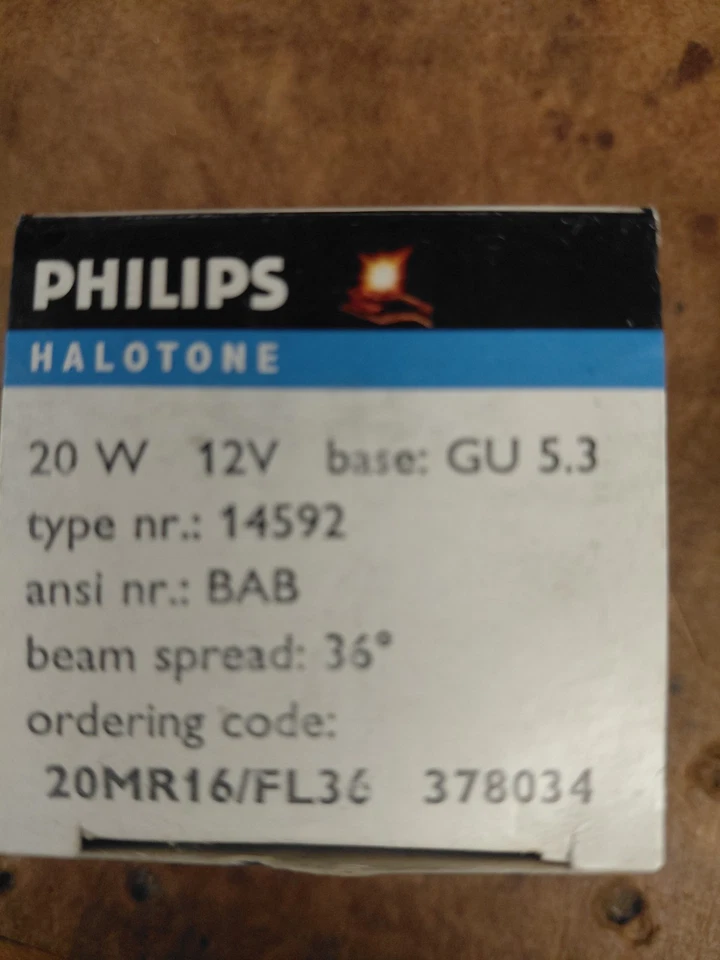 PHILIPS
HALOTONE
20 W 12V base: GU 5.3
type nr.: 14592
ansi nr.: BAB
beam spread: 36°
ordering code:
20MR16/FL36 378034